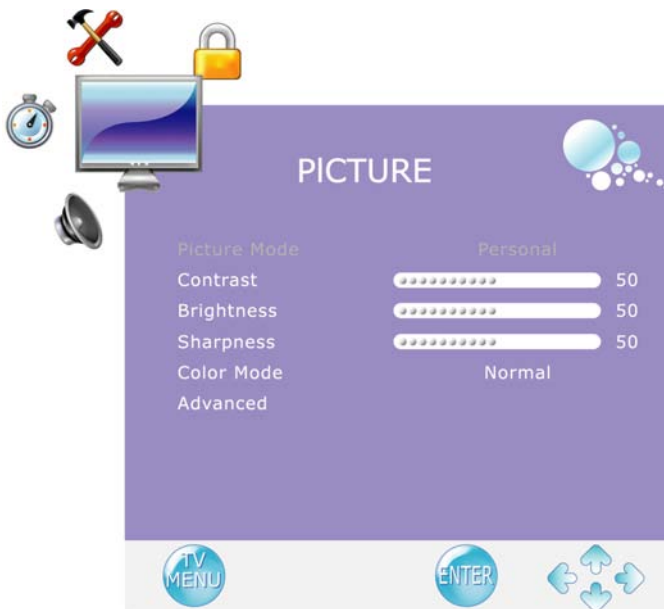 PICTURE
Picture Mode Personal
Contrast 50
Brightness 50
Sharpness 50
Color Mode Normal
Advanced
TV
MENU
ENTER